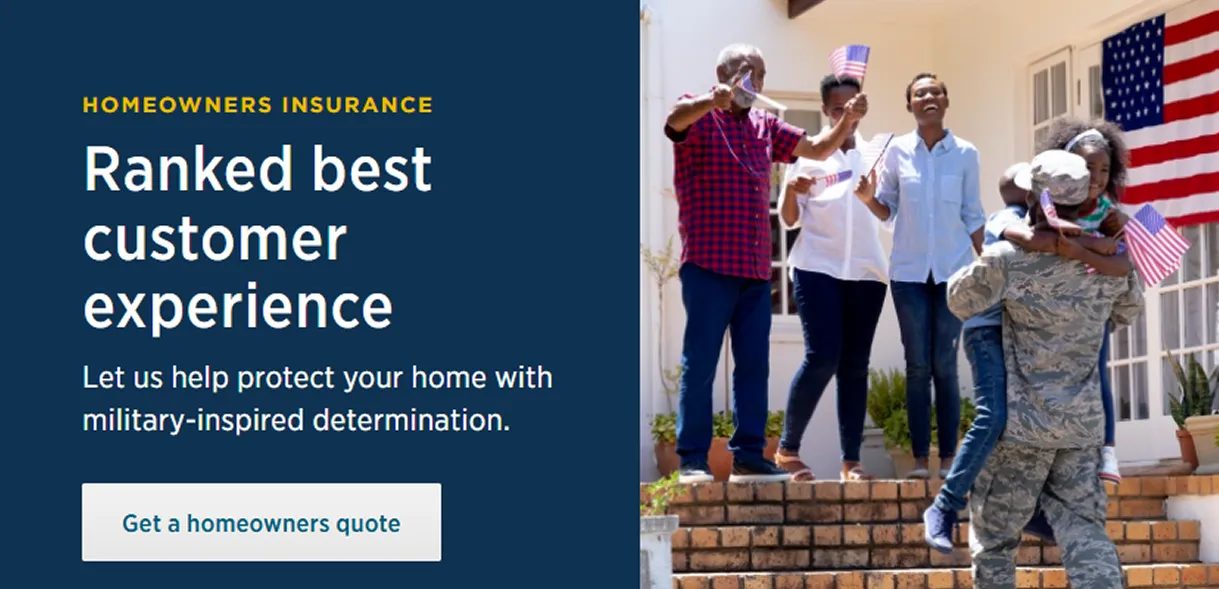 HOMEOWNERS INSURANCE
Ranked best
customer
experience
Let us help protect your home with
military-inspired determination.
Get a homeowners quote